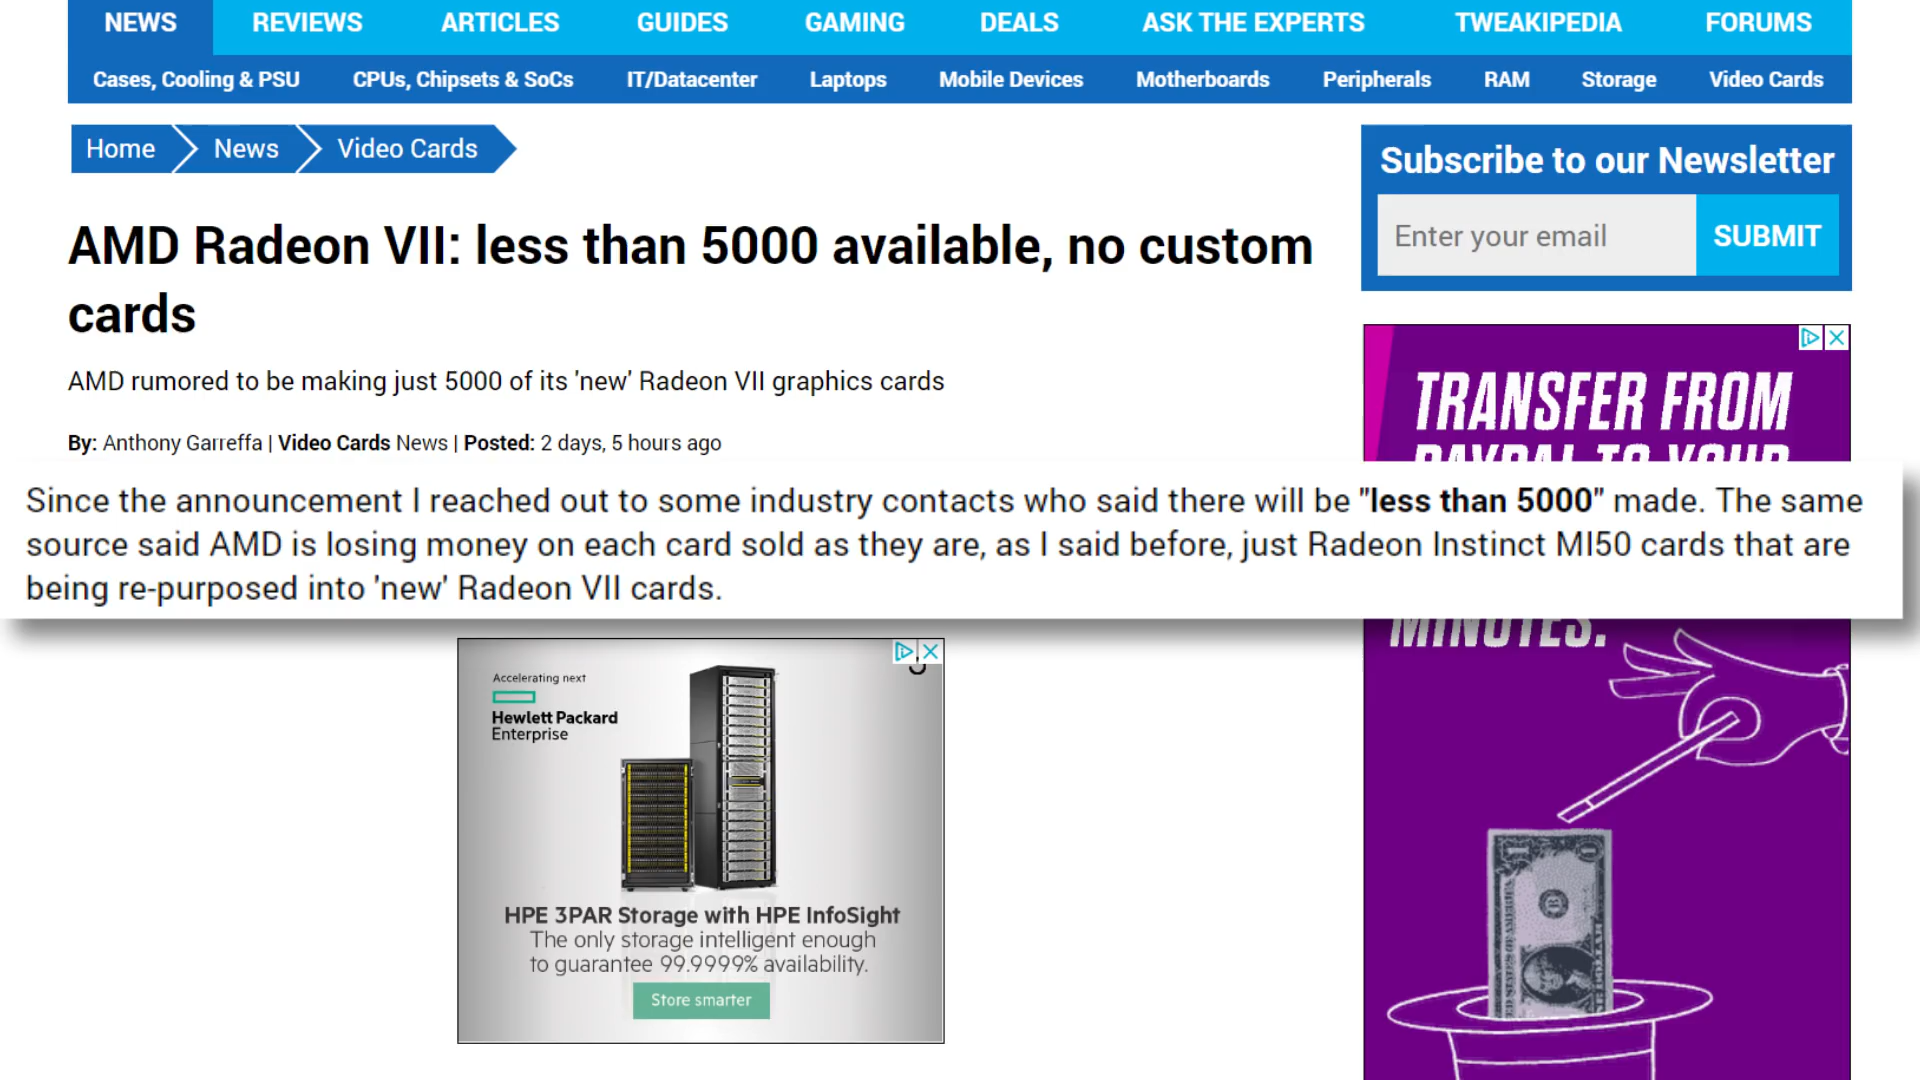 NEWS REVIEWS ARTICLES GUIDES GAMING DEALS ASK THE EXPERTS TWEAKIPEDIA FORUMS
Cases, Cooling & PSU CPUs, Chipsets & SoCs IT/Datacenter Laptops Mobile Devices Motherboards Peripherals RAM Storage Video Cards
Home News Video Cards
Subscribe to our Newsletter
Enter your email SUBMIT
AMD Radeon VII: less than 5000 available, no custom
cards
AMD rumored to be making just 5000 of its 'new' Radeon VII graphics cards
By: Anthony Garreffa | Video Cards News | Posted: 2 days, 5 hours ago
TRANSFER FROM
PAYPAL TO YOUR
Since the announcement I reached out to some industry contacts who said there will be "less than 5000" made. The same
source said AMD is losing money on each card sold as they are, as I said before, just Radeon Instinct MI50 cards that are
being re-purposed into 'new' Radeon VII cards.
MINUTES.
Accelerating next
Hewlett Packard
Enterprise
HPE 3PAR Storage with HPE InfoSight
The only storage intelligent enough
to guarantee 99.9999% availability.
Store smarter